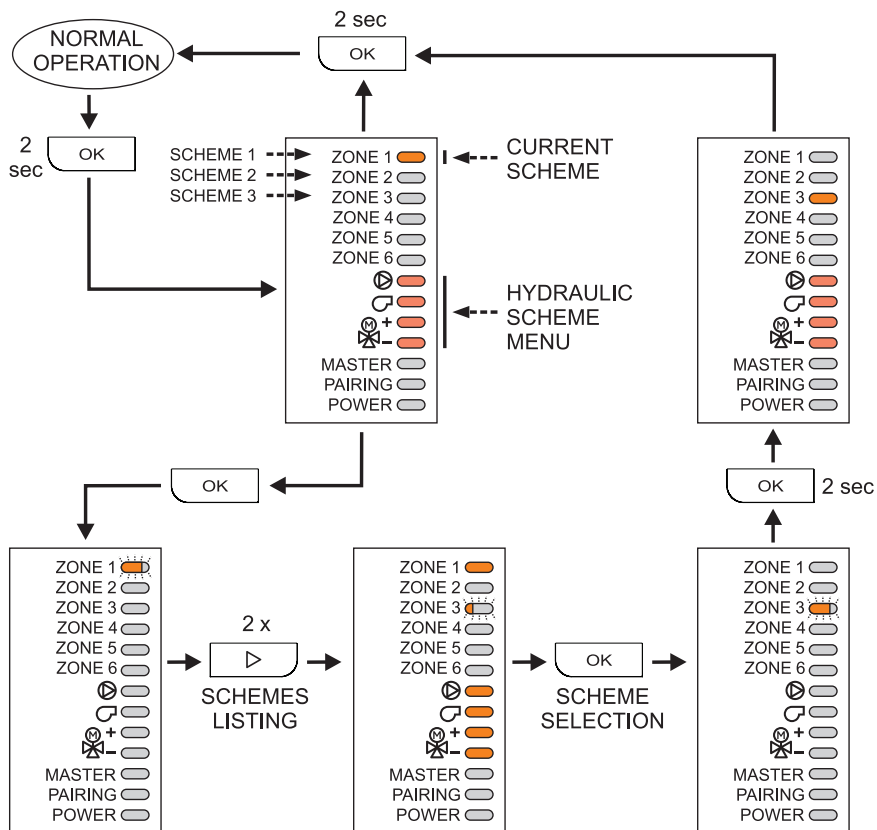 2 sec
NORMAL
OPERATION
OK
2
sec
OK
SCHEME 1
SCHEME 2
SCHEME 3
ZONE 1
ZONE 2
ZONE 3
ZONE 4
ZONE 5
ZONE 6
M
+
-
MASTER
PAIRING
POWER
CURRENT
SCHEME
HYDRAULIC
SCHEME
MENU
ZONE 1
ZONE 2
ZONE 3
ZONE 4
ZONE 5
ZONE 6
M
+
-
MASTER
PAIRING
POWER
OK
OK
2 sec
ZONE 1
ZONE 2
ZONE 3
ZONE 4
ZONE 5
ZONE 6
M
+
-
MASTER
PAIRING
POWER
2 x
SCHEMES
LISTING
ZONE 1
ZONE 2
ZONE 3
ZONE 4
ZONE 5
ZONE 6
M
+
-
MASTER
PAIRING
POWER
OK
SCHEME
SELECTION
ZONE 1
ZONE 2
ZONE 3
ZONE 4
ZONE 5
ZONE 6
M
+
-
MASTER
PAIRING
POWER